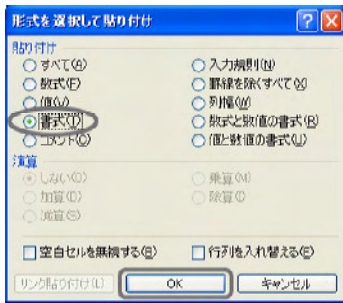 形式を選択して貼り付け
貼り付け
すべて(A)
入力規則(N)
数式(F)
罫線を除くすべて(X)
値(V)
列幅(W)
書式(T)
数式と数値の書式(R)
コメント(C)
値と数値の書式(U)
演算
しない(O)
乗算(M)
加算(D)
除算(I)
減算(S)
空白セルを無視する(B)
行列を入れ替える(E)
リンク貼り付け(L)
OK
キャンセル